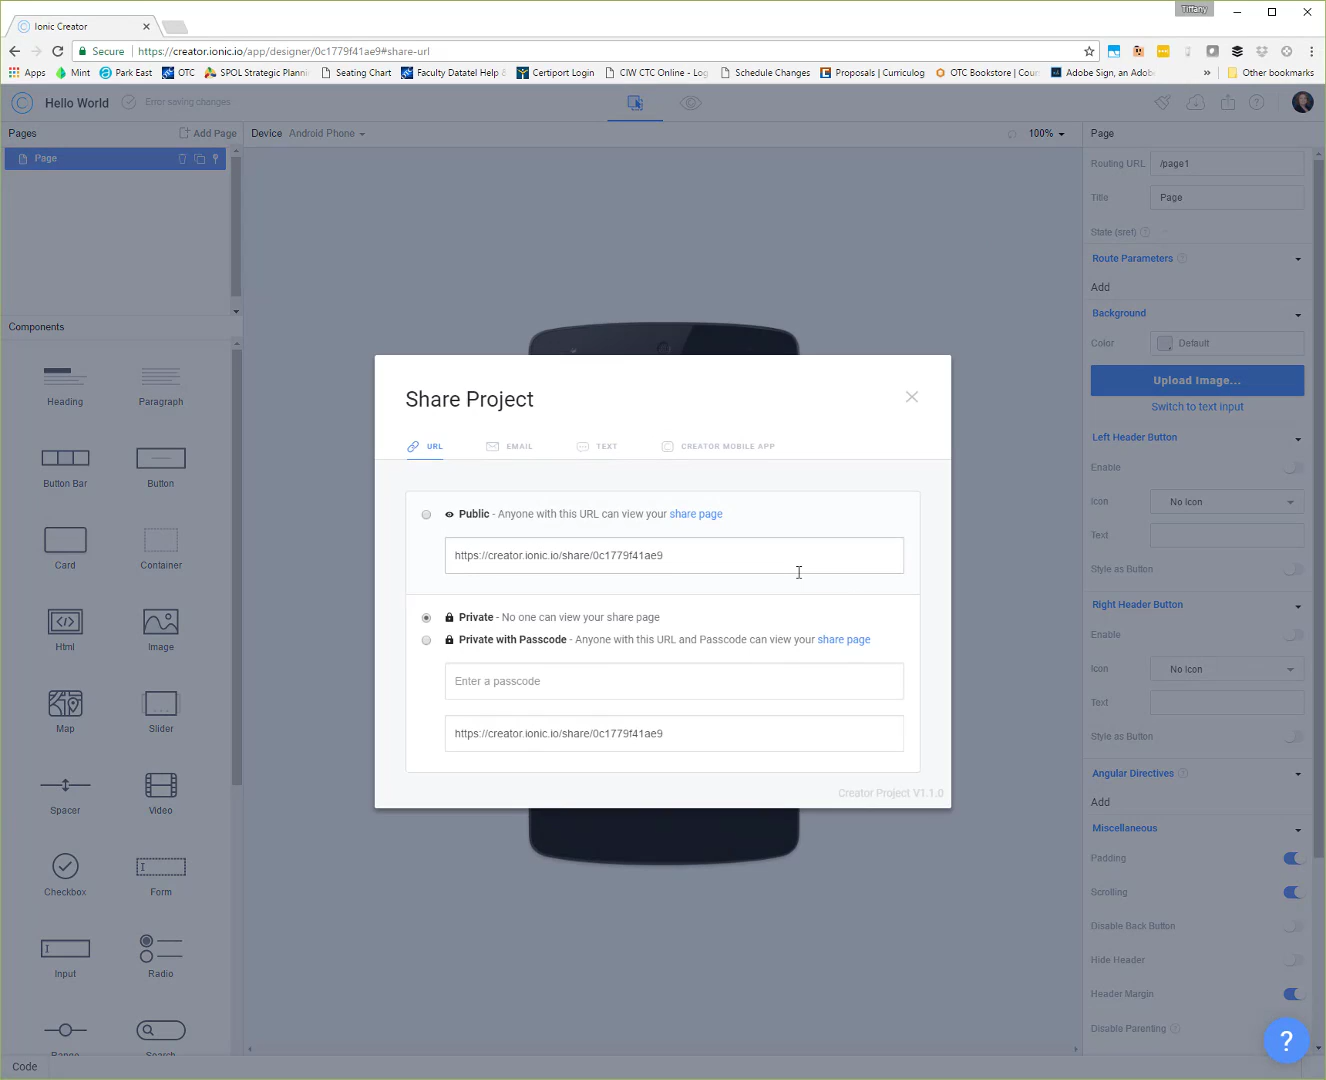 Tiffany
Ionic Creator
Secure https://creator.ionic.io/app/designer/0c1779f41ae9#share-url
Apps Mint Park East OTC SPOL Strategic Planni Seating Chart Faculty Datatel Help Certiport Login CIW CTC Online - Log Schedule Changes Proposals | Curriculog OTC Bookstore | Cour Adobe Sign, an Adob » Other bookmarks
Hello World Error saving changes
Pages Add Page Device Android Phone 100% Page
Page
Routing URL /page1
Title Page
State (sref)
Route Parameters
Add
Background
Color Default
Upload Image...
Switch to text input
Left Header Button
Enable
Icon No Icon
Text
Style as Button
Right Header Button
Enable
Icon No Icon
Text
Style as Button
Angular Directives
Add
Miscellaneous
Padding
Scrolling
Disable Back Button
Hide Header
Header Margin
Disable Parenting
Components
Heading Paragraph
Button Bar Button
Card Container
Html Image
Map Slider
Spacer Video
Checkbox Form
Input Radio
Range Search
Code
Share Project
URL EMAIL TEXT CREATOR MOBILE APP
Public - Anyone with this URL can view your share page
https://creator.ionic.io/share/0c1779f41ae9
Private - No one can view your share page
Private with Passcode - Anyone with this URL and Passcode can view your share page
Enter a passcode
https://creator.ionic.io/share/0c1779f41ae9
Creator Project V1.1.0